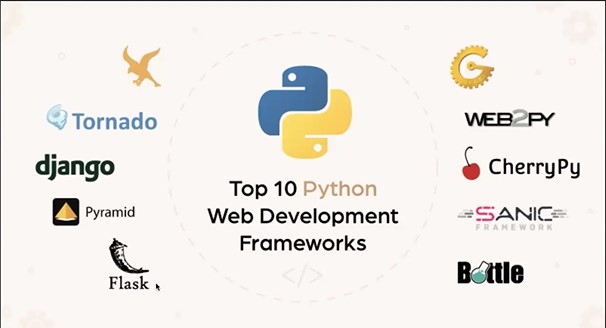 Tornado
django
Pyramid
Flask
Top 10 Python
Web Development
Frameworks
</>
WEB2PY
CherryPy
SANIC
FRAMEWORK
Bottle